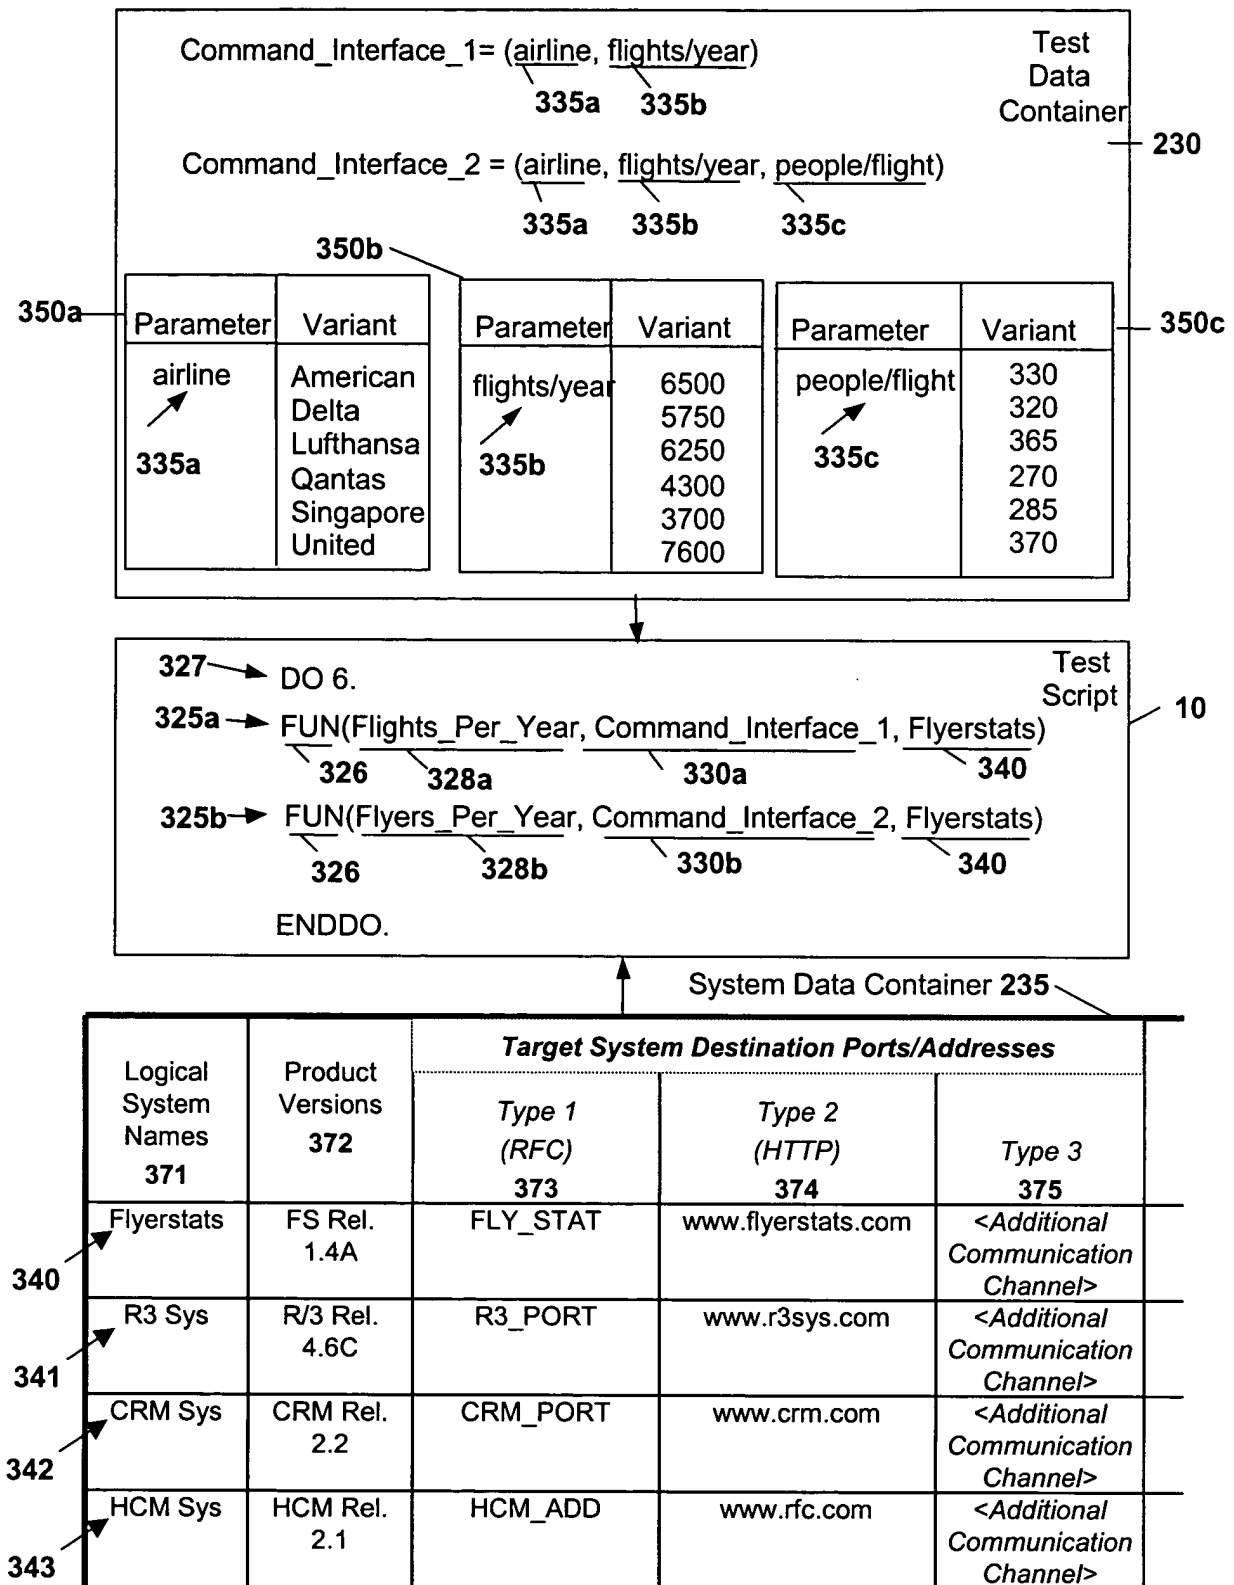 Command_Interface_1= (airline, flights/year)
335a 335b
Test
Data
Container
230
Command_Interface_2 = (airline, flights/year, people/flight)
335a 335b 335c
350b
350a
Parameter Variant
airline
335a
American
Delta
Lufthansa
Qantas
Singapore
United
Parameter Variant
flights/year
335b
6500
5750
6250
4300
3700
7600
350c
Parameter Variant
people/flight
335c
330
320
365
270
285
370
Test
Script
10
327 DO 6.
325a FUN(Flights_Per_Year, Command_Interface_1, Flyerstats)
326 328a 330a 340
325b FUN(Flyers_Per_Year, Command_Interface_2, Flyerstats)
326 328b 330b 340
ENDDO.
System Data Container 235
Logical
System
Names
371
Product
Versions
372
Target System Destination Ports/Addresses
Type 1
(RFC)
373
Type 2
(HTTP)
374
Type 3
375
340
Flyerstats
FS Rel.
1.4A
FLY_STAT
www.flyerstats.com
<Additional
Communication
Channel>
341
R3 Sys
R/3 Rel.
4.6C
R3_PORT
www.r3sys.com
<Additional
Communication
Channel>
342
CRM Sys
CRM Rel.
2.2
CRM_PORT
www.crm.com
<Additional
Communication
Channel>
343
HCM Sys
HCM Rel.
2.1
HCM_ADD
www.rfc.com
<Additional
Communication
Channel>